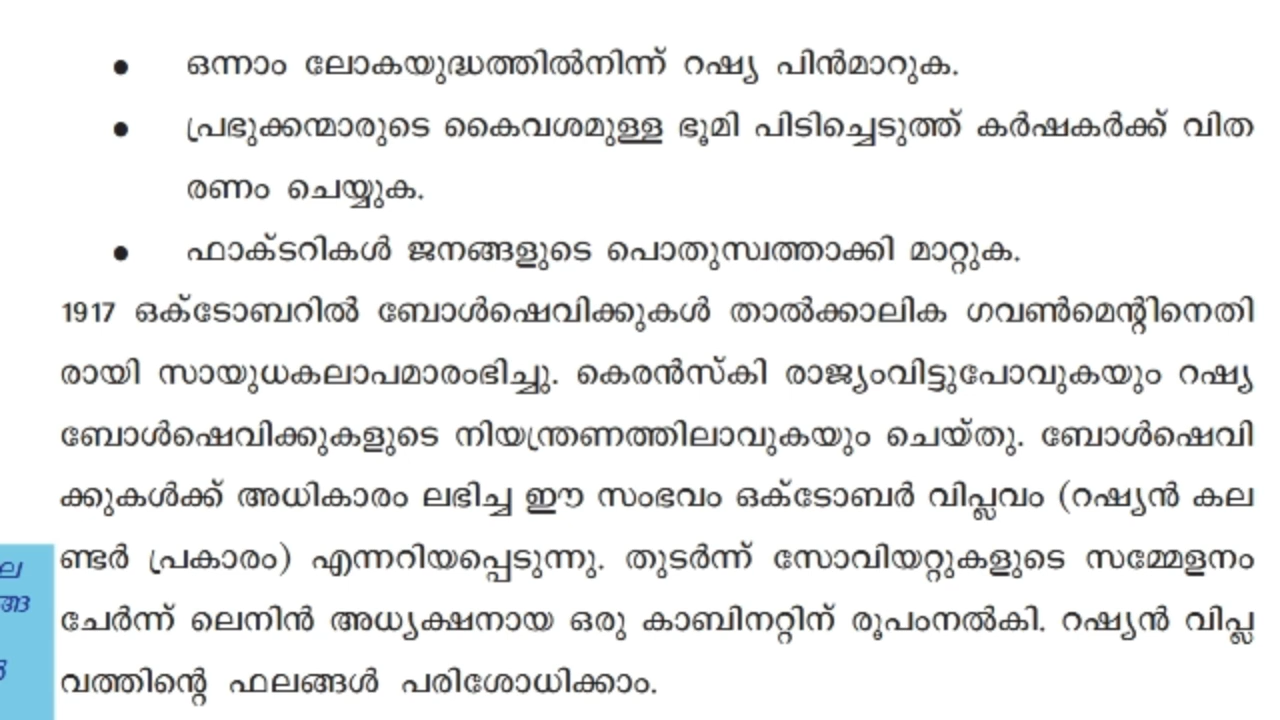 • ഒന്നാം ലോകയുദ്ധത്തിൽനിന്ന് റഷ്യ പിൻമാറുക.
• പ്രഭുക്കന്മാരുടെ കൈവശമുള്ള ഭൂമി പിടിച്ചെടുത്ത് കർഷകർക്ക് വിത
രണം ചെയ്യുക.
• ഫാക്ടറികൾ ജനങ്ങളുടെ പൊതുസ്വത്താക്കി മാറ്റുക.
1917 ഒക്ടോബറിൽ ബോൾഷെവിക്കുകൾ താൽക്കാലിക ഗവൺമെന്റിനെതി
രായി സായുധകലാപമാരംഭിച്ചു. കെരൻസ്കി രാജ്യംവിട്ടുപോവുകയും റഷ്യ
ബോൾഷെവിക്കുകളുടെ നിയന്ത്രണത്തിലാവുകയും ചെയ്തു. ബോൾഷെവി
ക്കുകൾക്ക് അധികാരം ലഭിച്ച ഈ സംഭവം ഒക്ടോബർ വിപ്ലവം (റഷ്യൻ കല
ണ്ടർ പ്രകാരം) എന്നറിയപ്പെടുന്നു. തുടർന്ന് സോവിയറ്റുകളുടെ സമ്മേളനം
ചേർന്ന് ലെനിൻ അധ്യക്ഷനായ ഒരു കാബിനറ്റിന് രൂപംനൽകി. റഷ്യൻ വിപ്ല
വത്തിന്റെ ഫലങ്ങൾ പരിശോധിക്കാം.